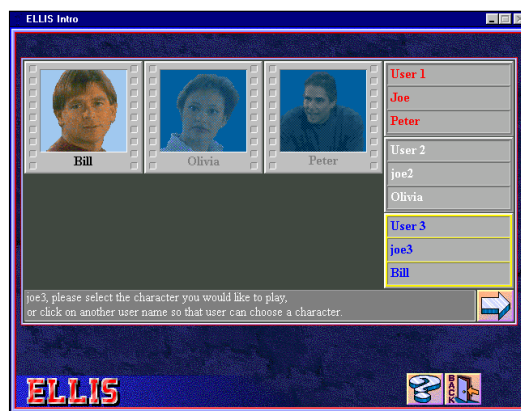 ELLIS Intro
Bill
Olivia
Peter
User 1
Joe
Peter
User 2
joe2
Olivia
User 3
joe3
Bill
joe3, please select the character you would like to play,
or click on another user name so that user can choose a character.
ELLIS
?
BACK